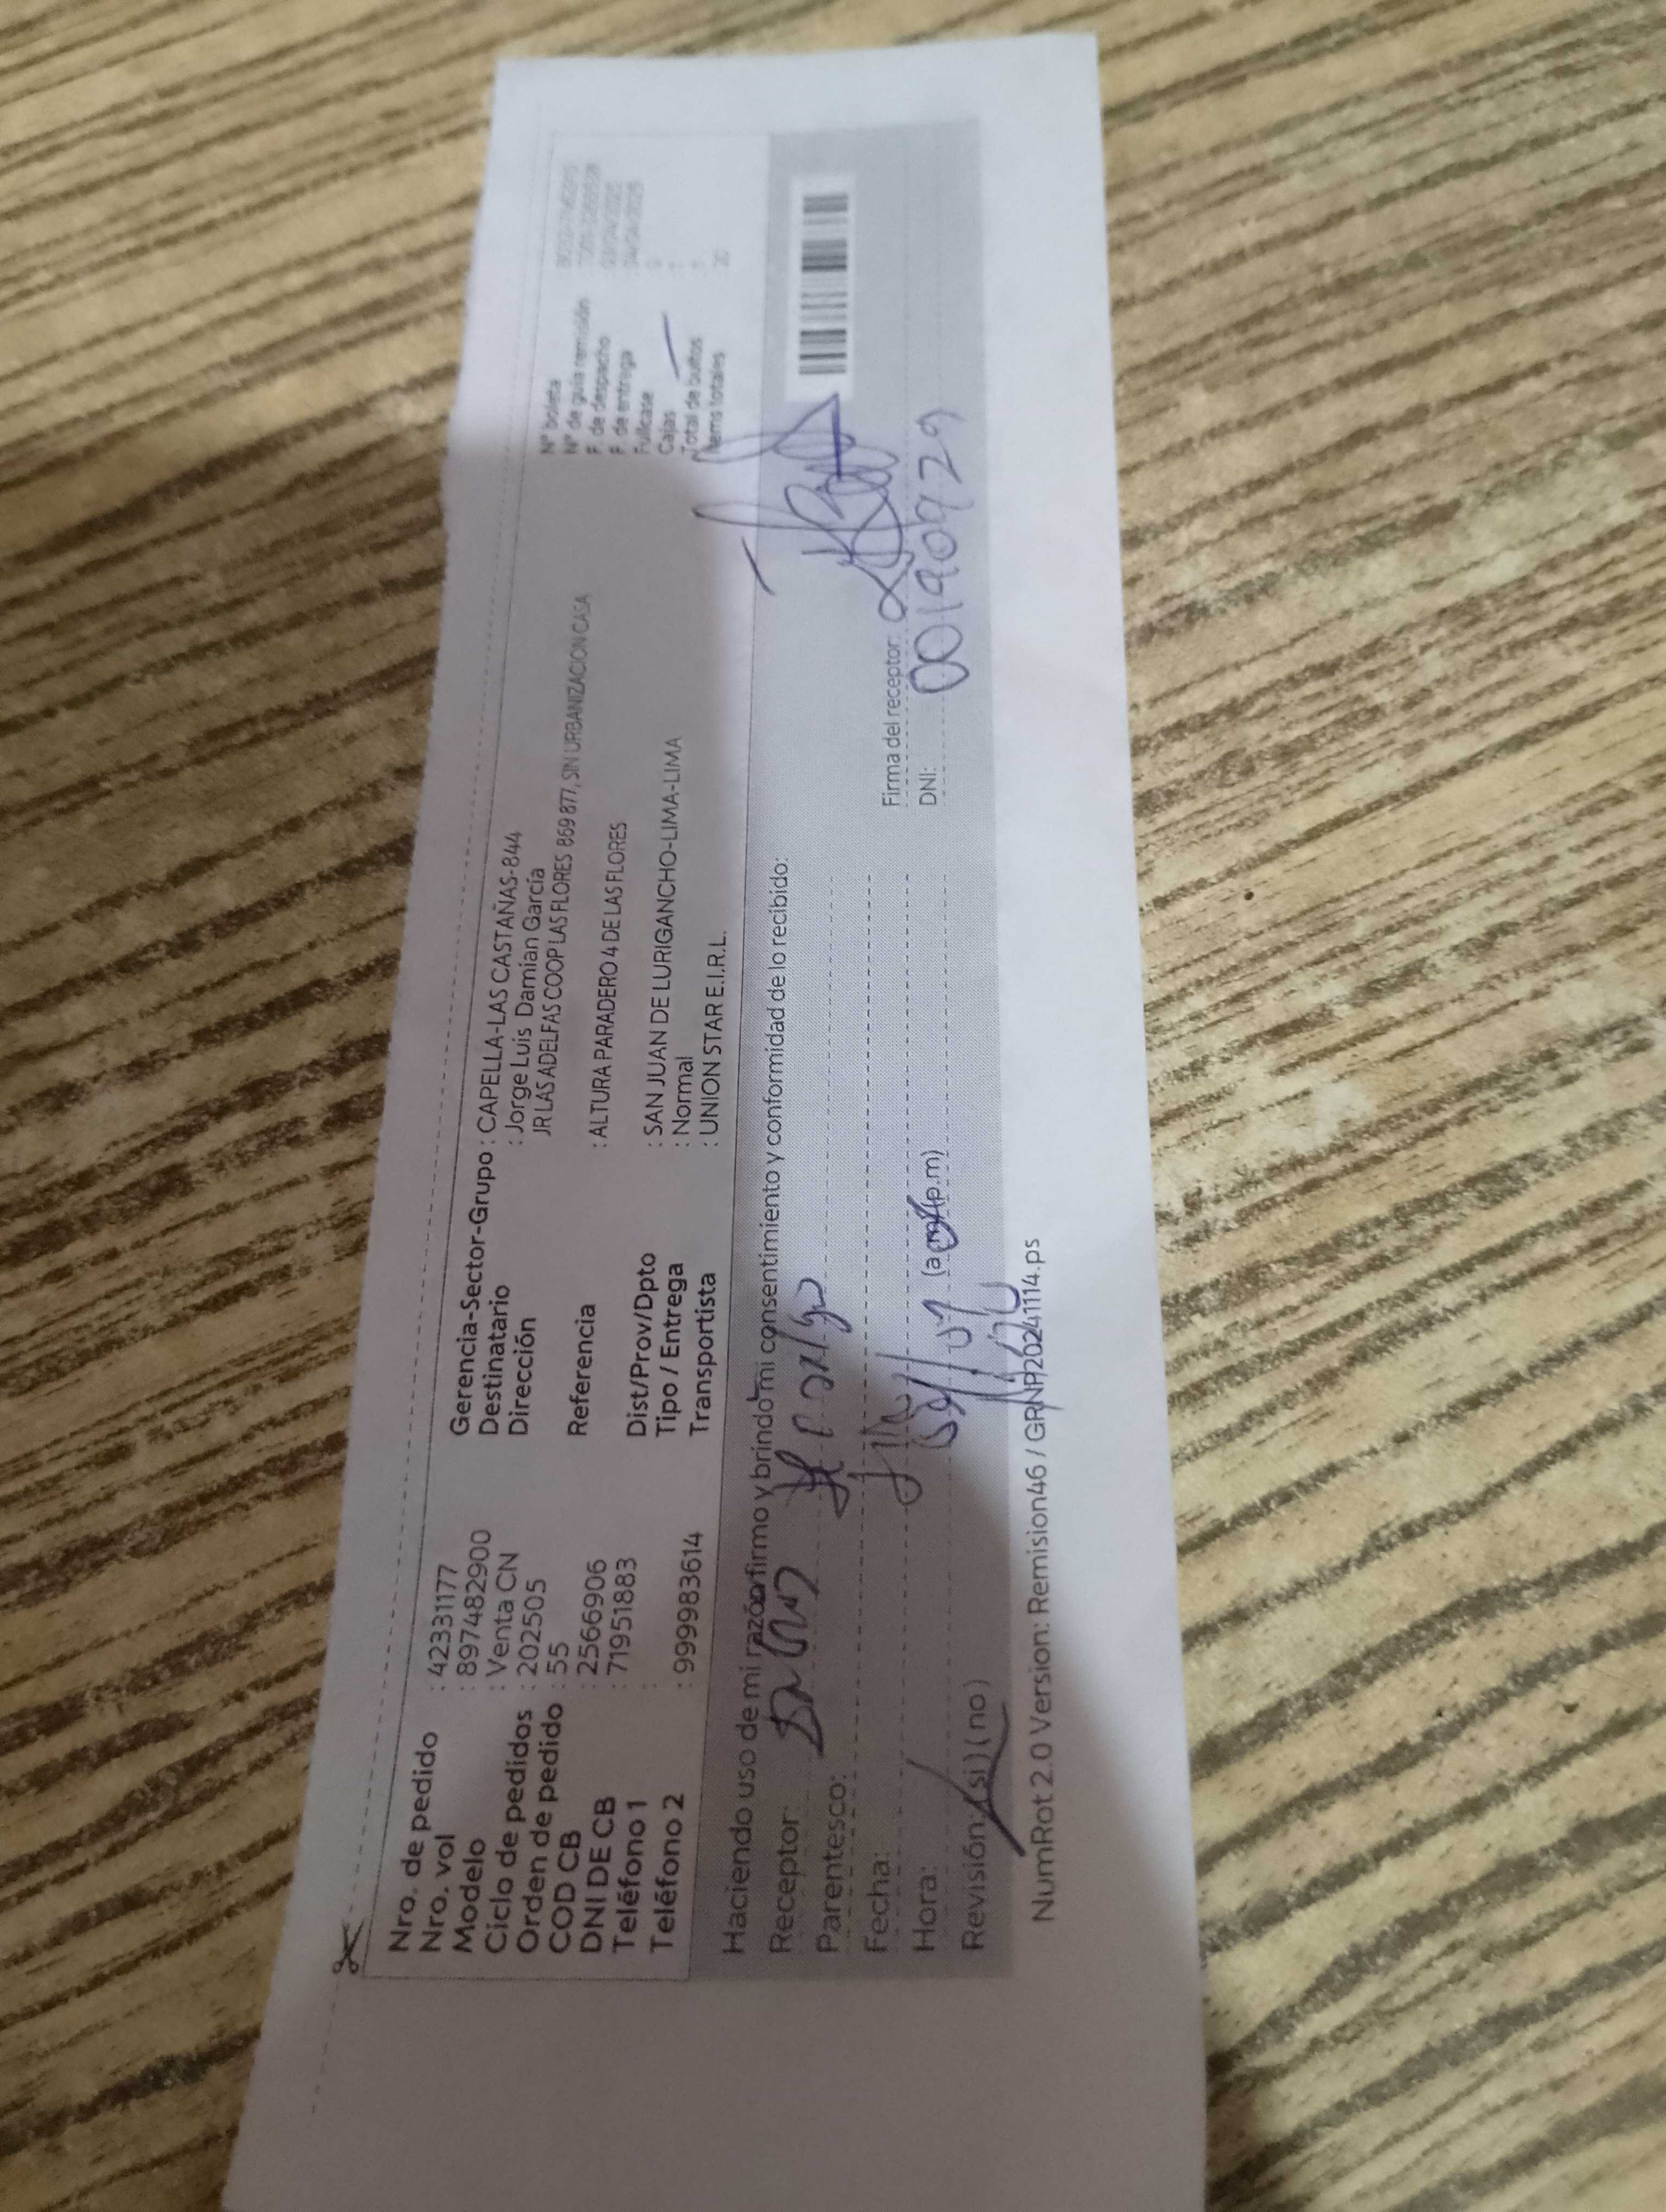 Nro. de pedido : 42331177
Nro. vol : 897482900
Modelo : Venta CN
Ciclo de pedidos : 202505
Orden de pedido : 55
COD CB : 2566906
DNI DE CB : 71951883
Teléfono 1 :
Teléfono 2 : 999983614
Gerencia-Sector-Grupo : CAPELLA-LAS CASTAÑAS-844
Destinatario : Jorge Luis Damian García
Dirección JR LAS ADELFAS COOP LAS FLORES 869 877, SIN URBANIZACION CASA
Referencia : ALTURA PARADERO 4 DE LAS FLORES
Dist/Prov/Dpto : SAN JUAN DE LURIGANCHO-LIMA-LIMA
Tipo / Entrega : Normal
Transportista : UNION STAR E.I.R.L.
N° boleta
N° de guía remisión
F. de despacho
F. de entrega
Fullcase 0
Cajas 1
Total de bultos 1
Items totales 20
Haciendo uso de mi razón firmo y brindo mi consentimiento y conformidad de lo recibido:
Receptor:
Parentesco:
Fecha:
Hora: (a.m) (p.m)
Revisión: (si) (no)
Firma del receptor:
DNI: 00190929
NumRot 2.0 Version: Remision46 / GRNP20241114.ps